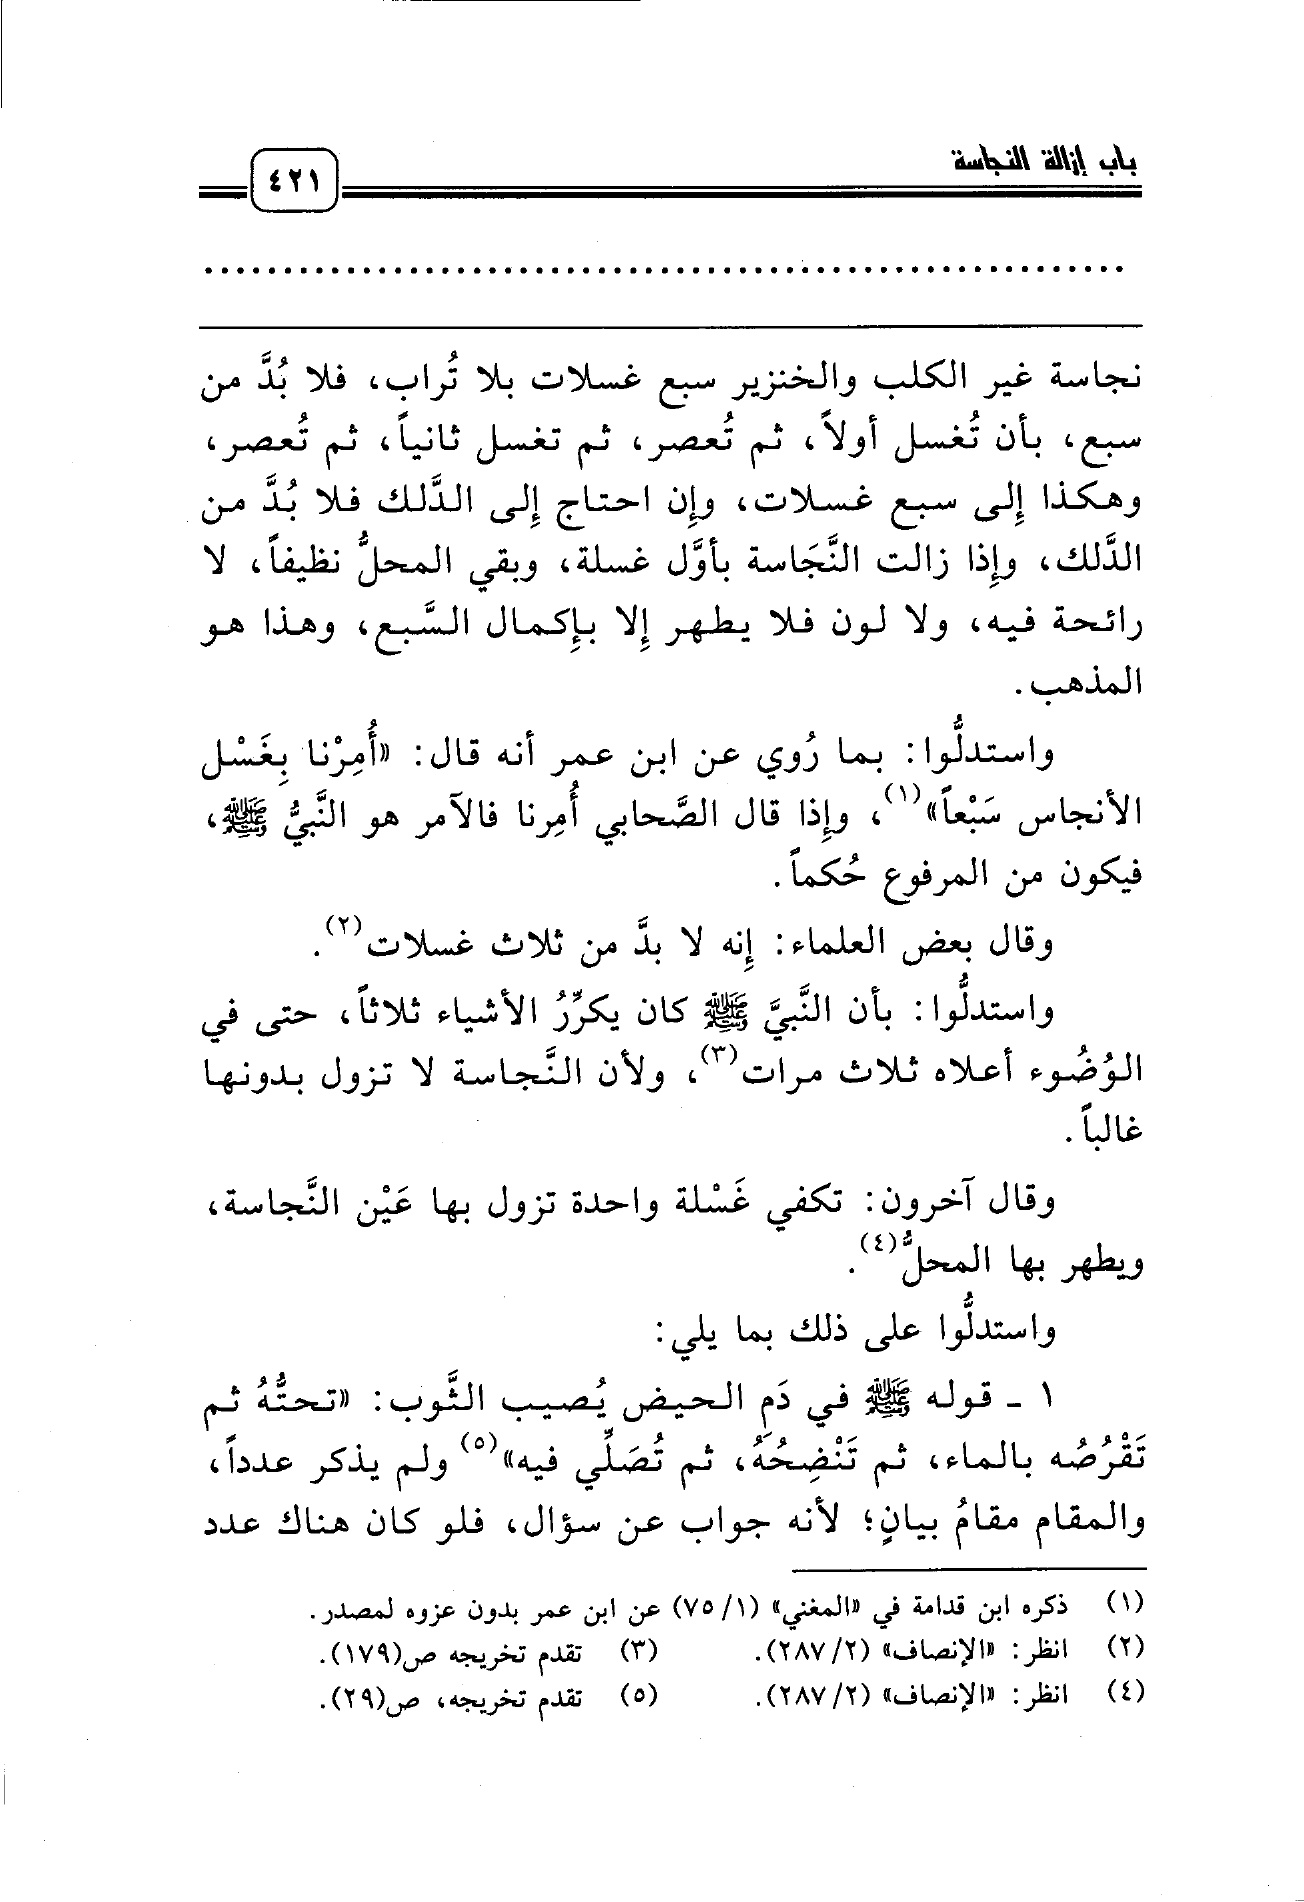 باب إزالة النجاسة
٤٢١
نجاسة غير الكلب والخنزير سبع غسلات بلا تُراب، فلا بُدَّ من
سبع، بأن تُغسل أولاً، ثم تُعصر، ثم تغسل ثانياً، ثم تُعصر،
وهكذا إلى سبع غسلات، وإن احتاج إلى الدَّلك فلا بُدَّ من
الدَّلك، وإذا زالت النَّجَاسة بأوَّل غسلة، وبقي المحلُّ نظيفاً، لا
رائحة فيه، ولا لون فلا يطهر إلا بإكمال السَّبع، وهذا هو
المذهب.
واستدلُّوا: بما رُوي عن ابن عمر أنه قال: «أُمِرْنا بِغَسْل
الأنجاس سَبْعاً»(١)، وإذا قال الصَّحابي أُمِرنا فالآمر هو النَّبيُّ ﷺ،
فيكون من المرفوع حُكماً.
وقال بعض العلماء: إنه لا بدَّ من ثلاث غسلات(٢).
واستدلُّوا: بأن النَّبيَّ ﷺ كان يكرِّرُ الأشياء ثلاثاً، حتى في
الوُضُوء أعلاه ثلاث مرات(٣)، ولأن النَّجاسة لا تزول بدونها
غالباً.
وقال آخرون: تكفي غَسْلة واحدة تزول بها عَيْن النَّجاسة،
ويطهر بها المحلُّ(٤).
واستدلُّوا على ذلك بما يلي:
١ ـ قوله ﷺ في دَمِ الحيض يُصيب الثَّوب: «تحتُّهُ ثم
تَقْرُصُه بالماء، ثم تَنْضِحُهُ، ثم تُصَلِّي فيه»(٥) ولم يذكر عدداً،
والمقام مقامُ بيانٍ؛ لأنه جواب عن سؤال، فلو كان هناك عدد
(١) ذكره ابن قدامة في «المغني» (٧٥/١) عن ابن عمر بدون عزوه لمصدر.
(٢) انظر: «الإنصاف» (٢٨٧/٢). (٣) تقدم تخريجه ص(١٧٩).
(٤) انظر: «الإنصاف» (٢٨٧/٢). (٥) تقدم تخريجه، ص(٢٩).